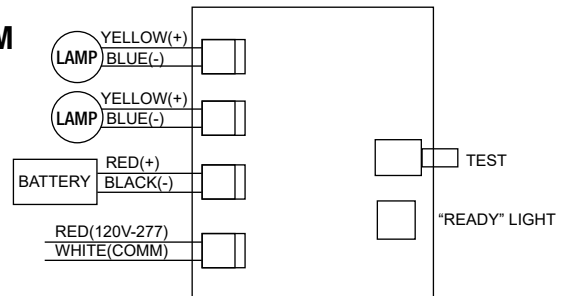 M
YELLOW(+)
LAMP
BLUE(-)
YELLOW(+)
LAMP
BLUE(-)
RED(+)
BATTERY
BLACK(-)
TEST
RED(120V-277)
WHITE(COMM)
"READY" LIGHT